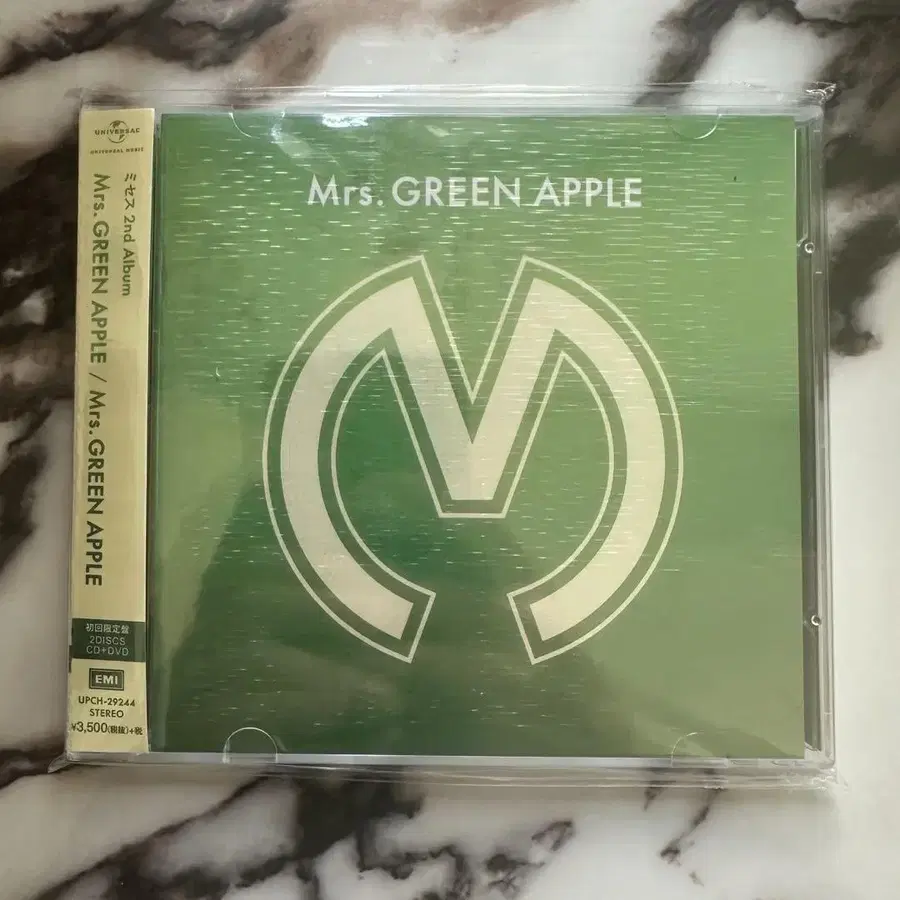 UNIVERSAL
UNIVERSAL MUSIC
ミセス 2nd Album
Mrs. GREEN APPLE / Mrs. GREEN APPLE
初回限定盤
2DISCS
CD+DVD
EMI
UPCH-29244
STEREO
¥3,500(税抜)+税
Mrs. GREEN APPLE